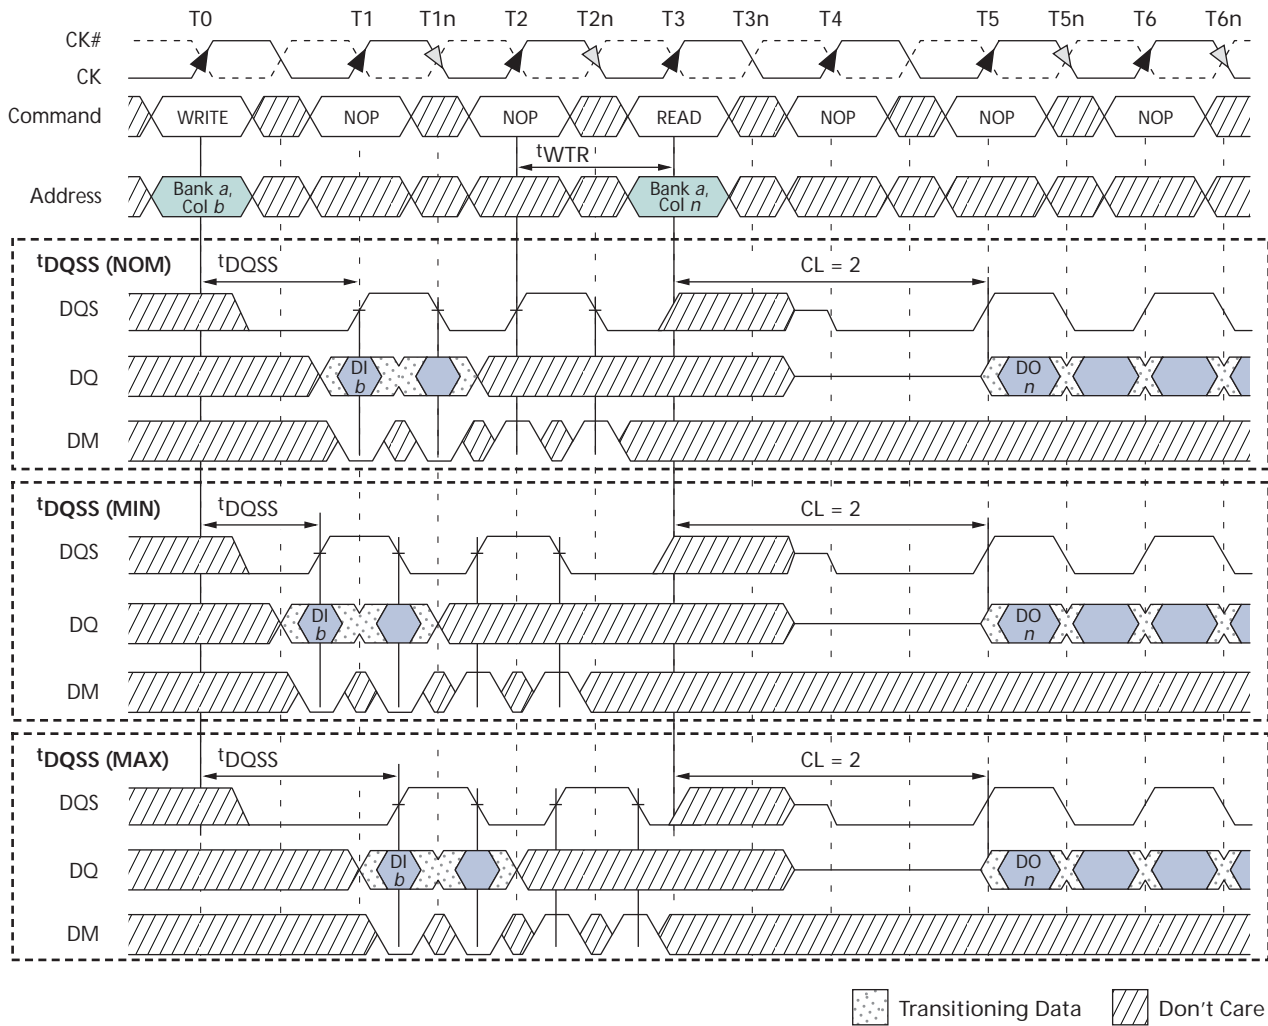 T0 T1 T1n T2 T2n T3 T3n T4 T5 T5n T6 T6n
CK#
CK
Command WRITE NOP NOP READ NOP NOP NOP
tWTR
Address Bank a, Col b Bank a, Col n
tDQSS (NOM) tDQSS CL = 2
DQS
DQ DI b DO n
DM
tDQSS (MIN) tDQSS CL = 2
DQS
DQ DI b DO n
DM
tDQSS (MAX) tDQSS CL = 2
DQS
DQ DI b DO n
DM
Transitioning Data Don't Care